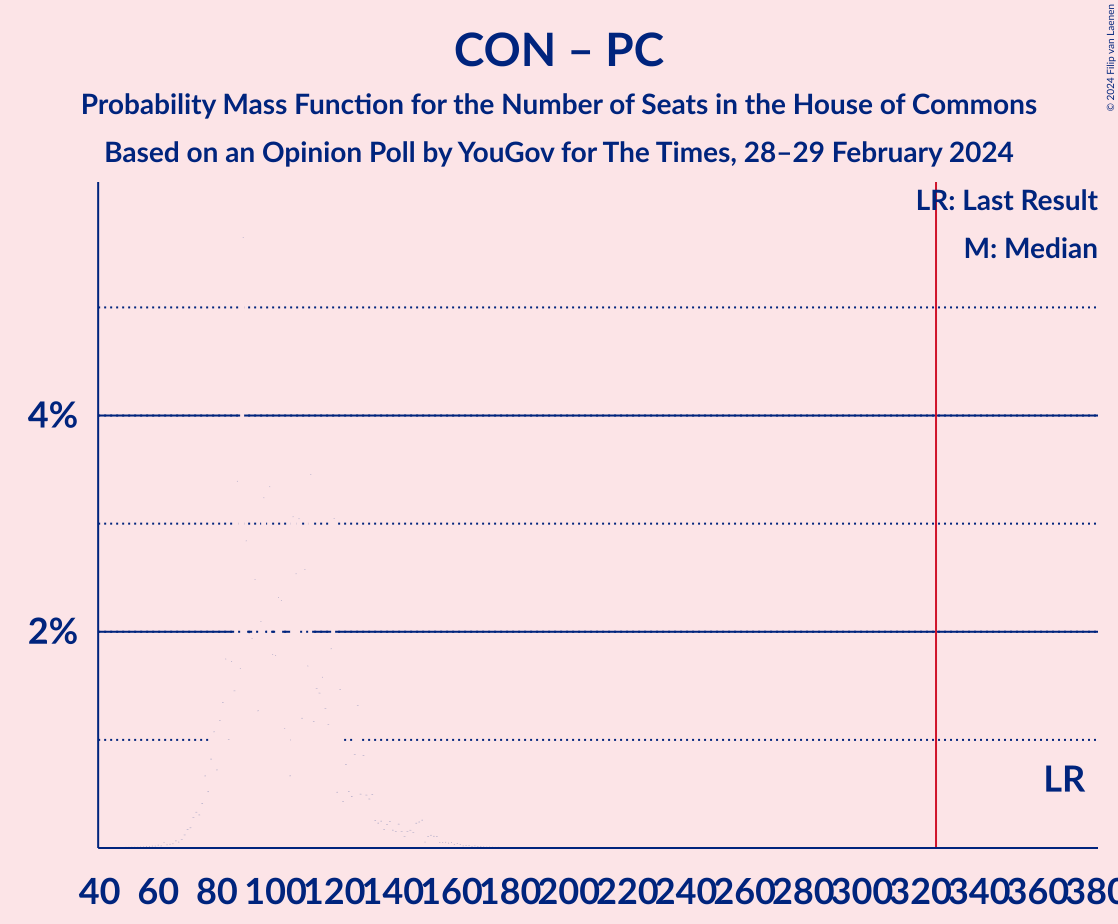 CON – PC
Probability Mass Function for the Number of Seats in the House of Commons
Based on an Opinion Poll by YouGov for The Times, 28–29 February 2024
© 2024 Filip van Laenen
LR: Last Result
M: Median
4%
2%
LR
40 60 80 100 120 140 160 180 200 220 240 260 280 300 320 340 360 380